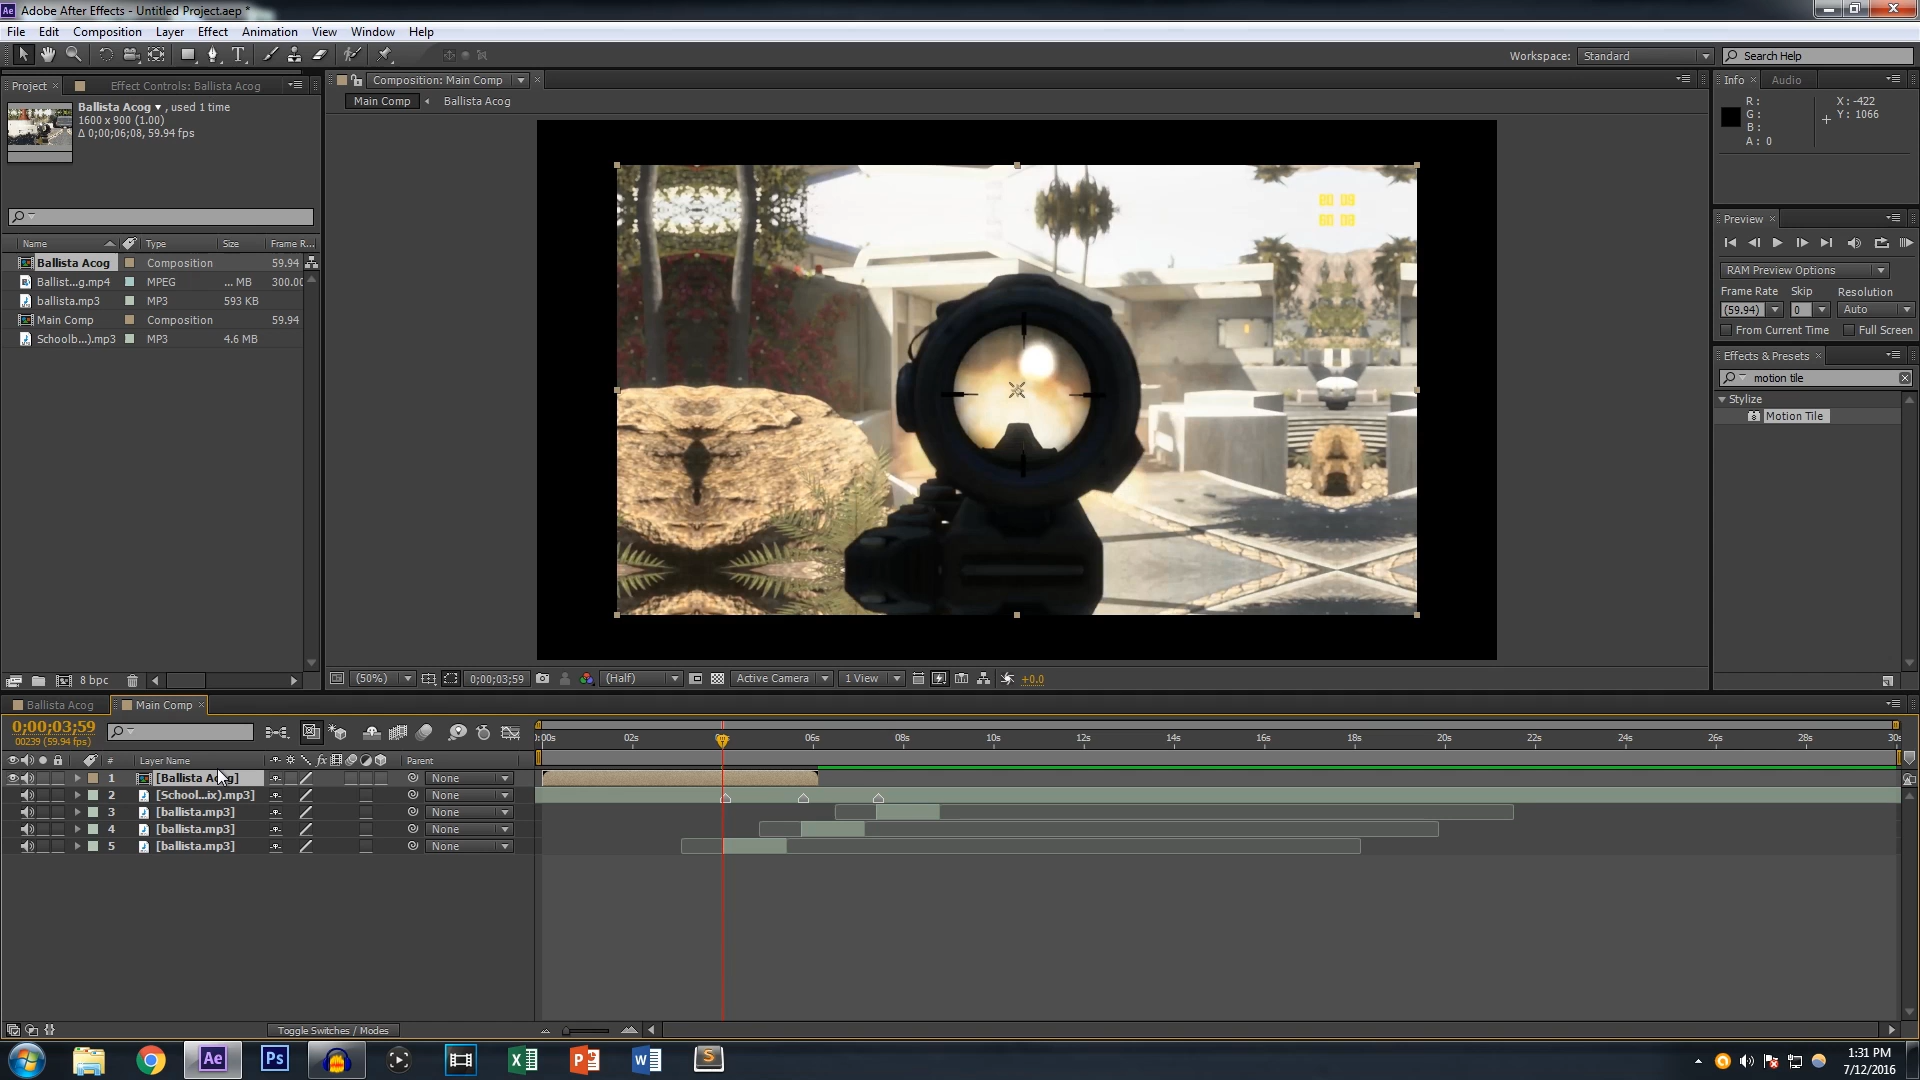 Adobe After Effects - Untitled Project.aep *
File Edit Composition Layer Effect Animation View Window Help
Workspace: Standard Search Help
Project Effect Controls: Ballista Acog
Composition: Main Comp
Info Audio
Main Comp Ballista Acog
Ballista Acog , used 1 time
1600 x 900 (1.00)
Δ 0;00;06;08, 59.94 fps
R :
G :
B :
A : 0
X: -422
Y: 1066
Name Type Size Frame R...
Ballista Acog Composition 59.94
Ballist...g.mp4 MPEG ... MB 300.00
ballista.mp3 MP3 593 KB
Main Comp Composition 59.94
Schoolb...).mp3 MP3 4.6 MB
Preview
RAM Preview Options
Frame Rate Skip Resolution
(59.94) 0 Auto
From Current Time Full Screen
Effects & Presets
motion tile
Stylize
Motion Tile
8 bpc
(50%) 0;00;03;59 (Half) Active Camera 1 View +0.0
Ballista Acog Main Comp
0;00;03;59
00239 (59.94 fps)
:00s 02s 06s 08s 10s 12s 14s 16s 18s 20s 22s 24s 26s 28s 30s
# Layer Name fx Parent
1 [Ballista Acog] None
2 [School...ix).mp3] None
3 [ballista.mp3] None
4 [ballista.mp3] None
5 [ballista.mp3] None
Toggle Switches / Modes
1:31 PM
7/12/2016